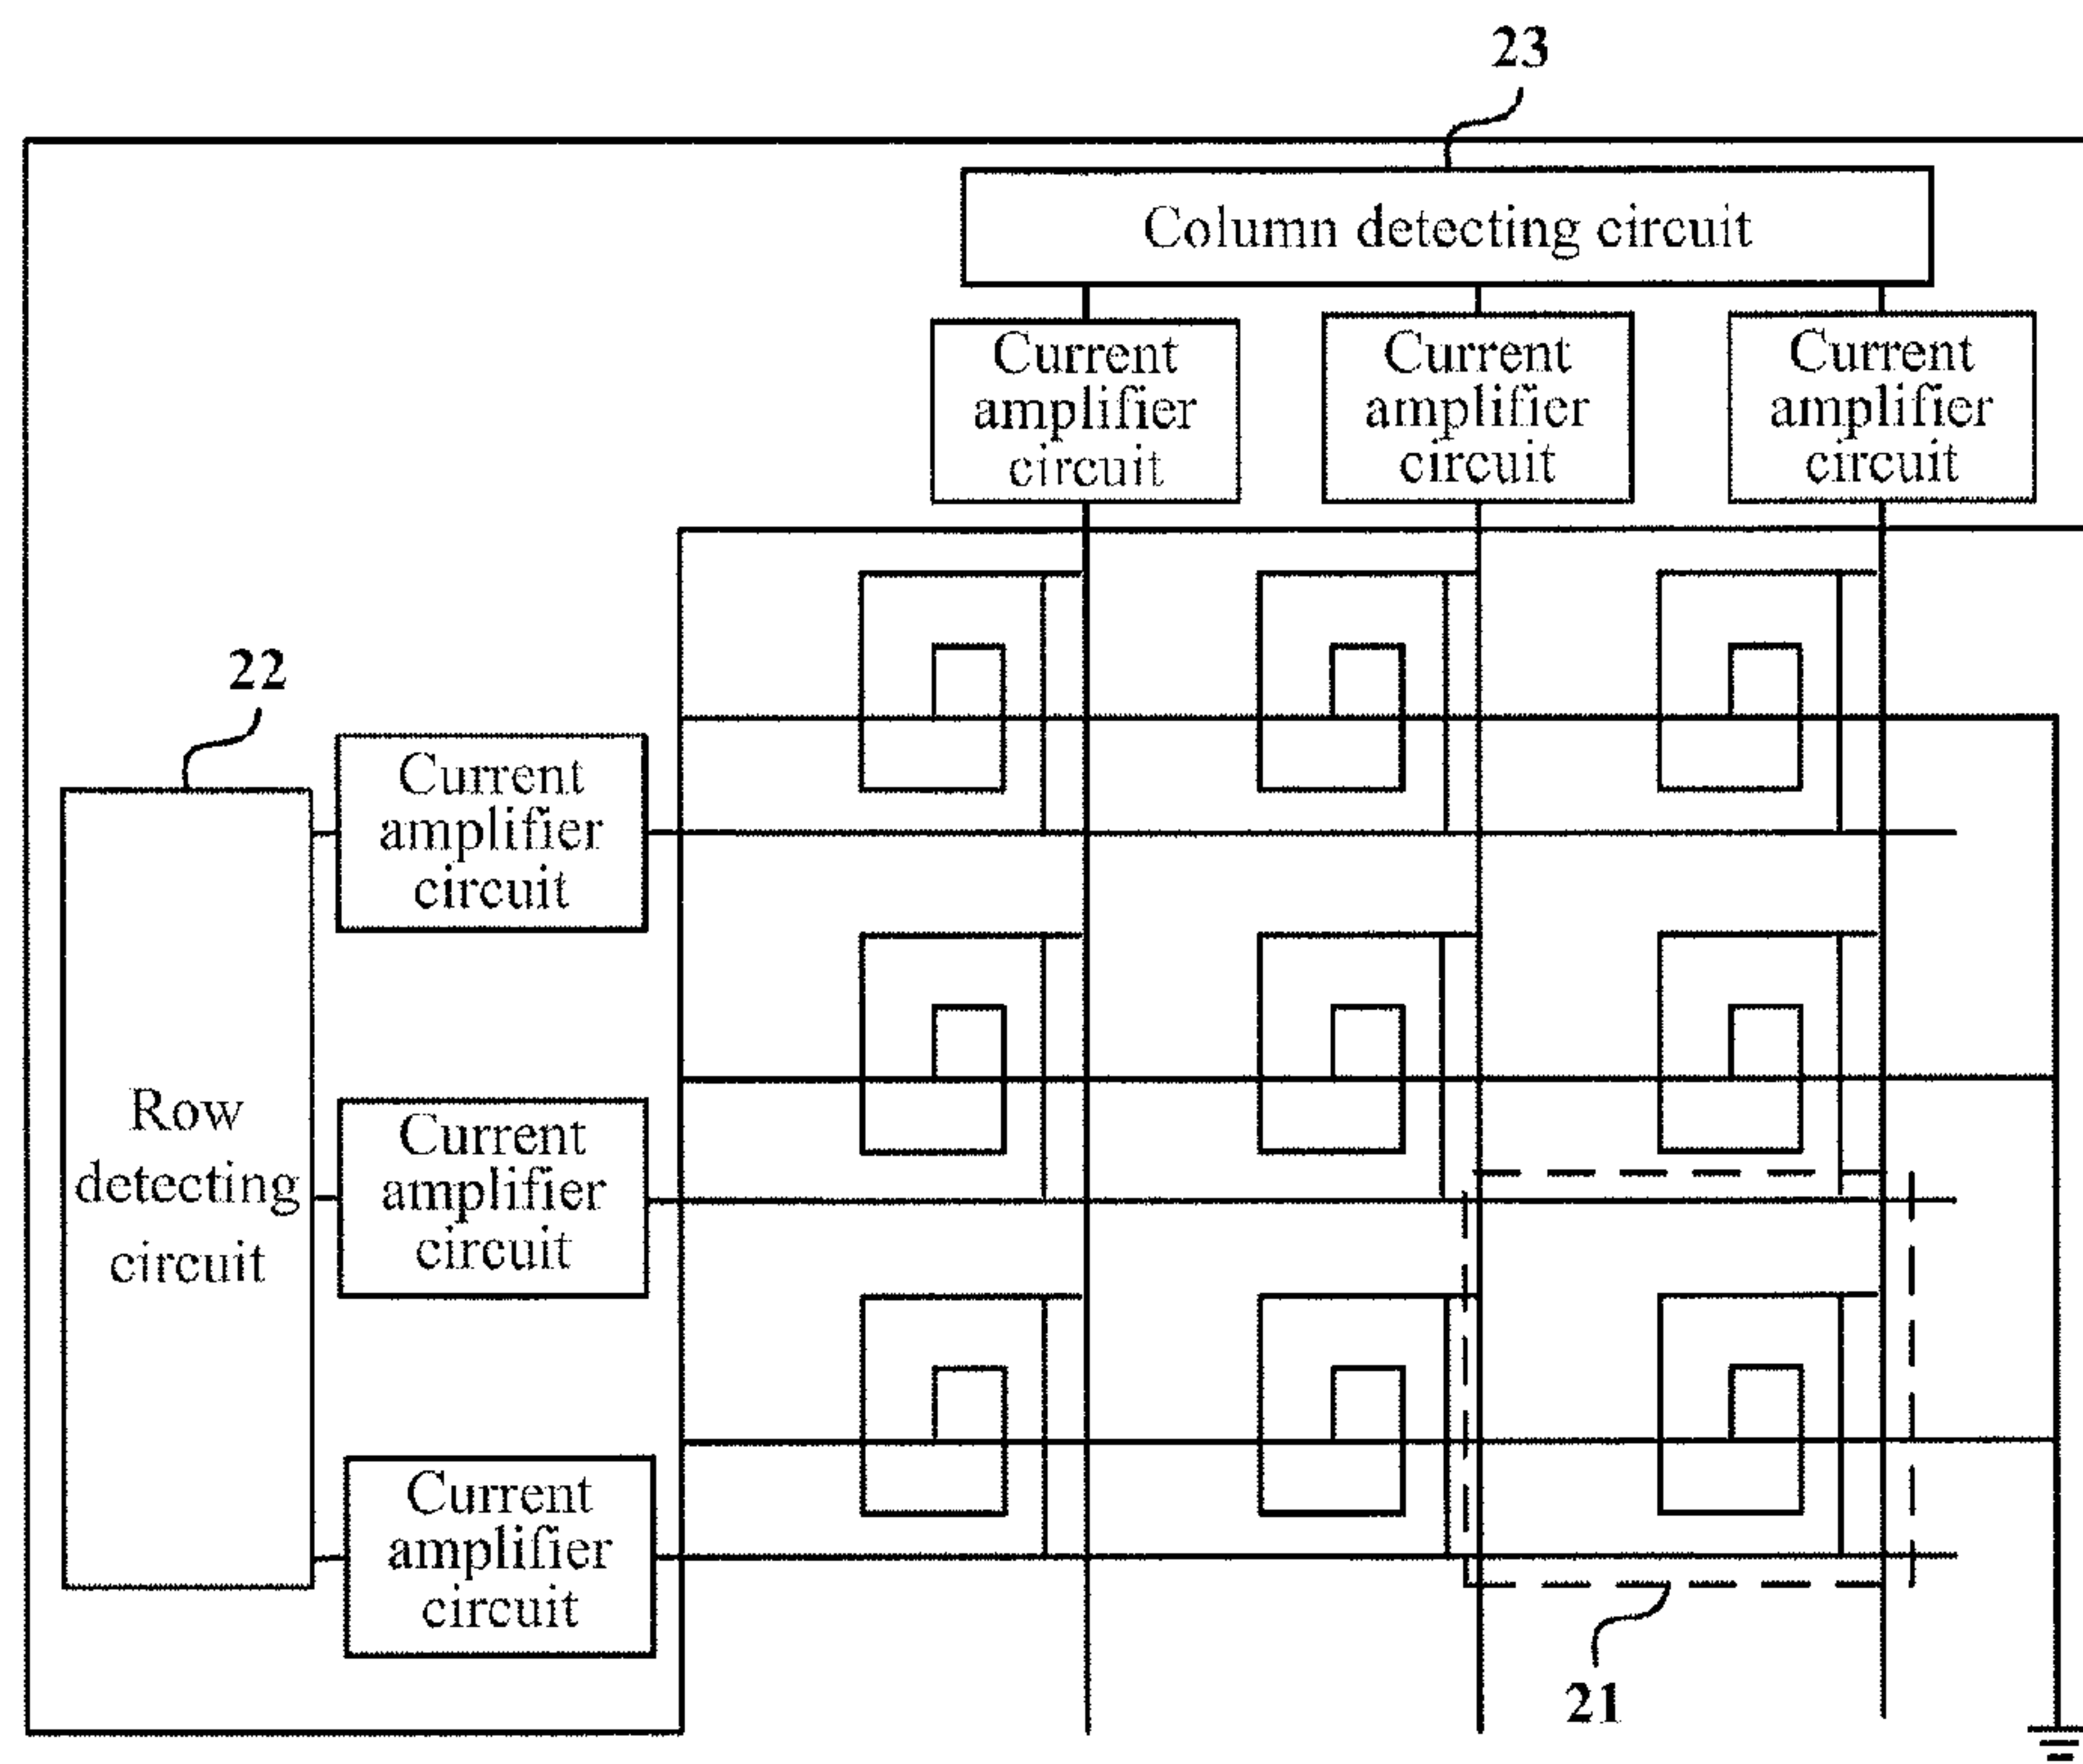 23
Column detecting circuit
Current
amplifier
circuit
Current
amplifier
circuit
Current
amplifier
circuit
22
Current
amplifier
circuit
Row
detecting
circuit
Current
amplifier
circuit
Current
amplifier
circuit
21